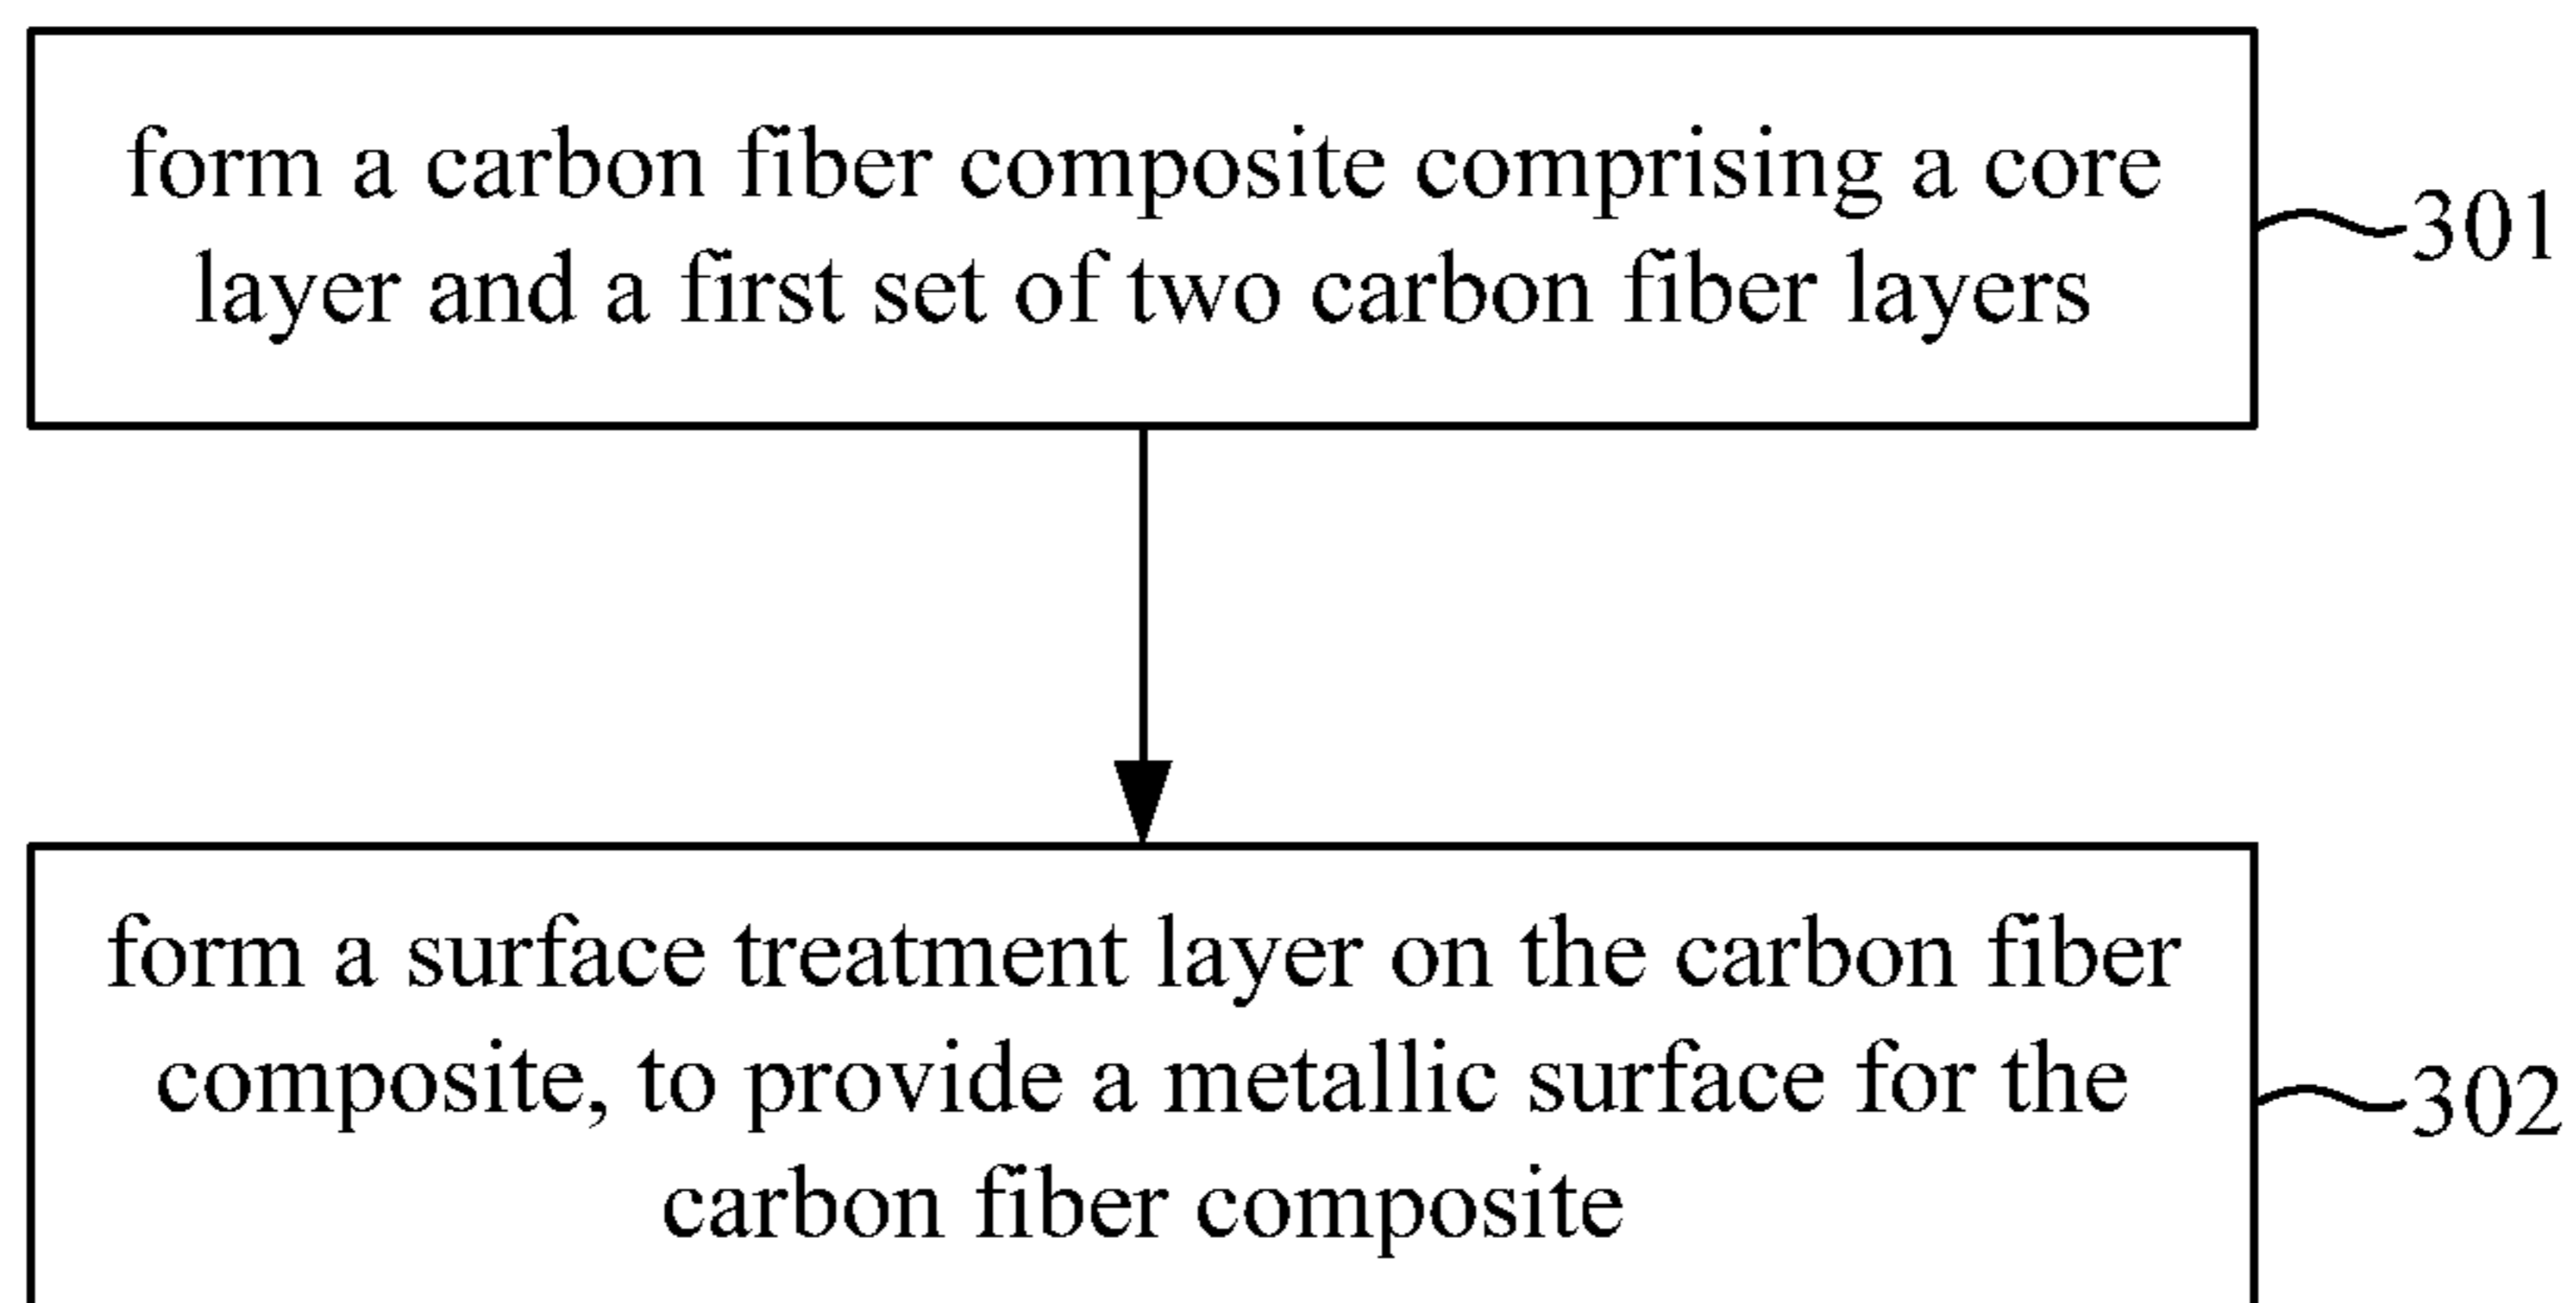 form a carbon fiber composite comprising a core
layer and a first set of two carbon fiber layers
301
form a surface treatment layer on the carbon fiber
composite, to provide a metallic surface for the
carbon fiber composite
302